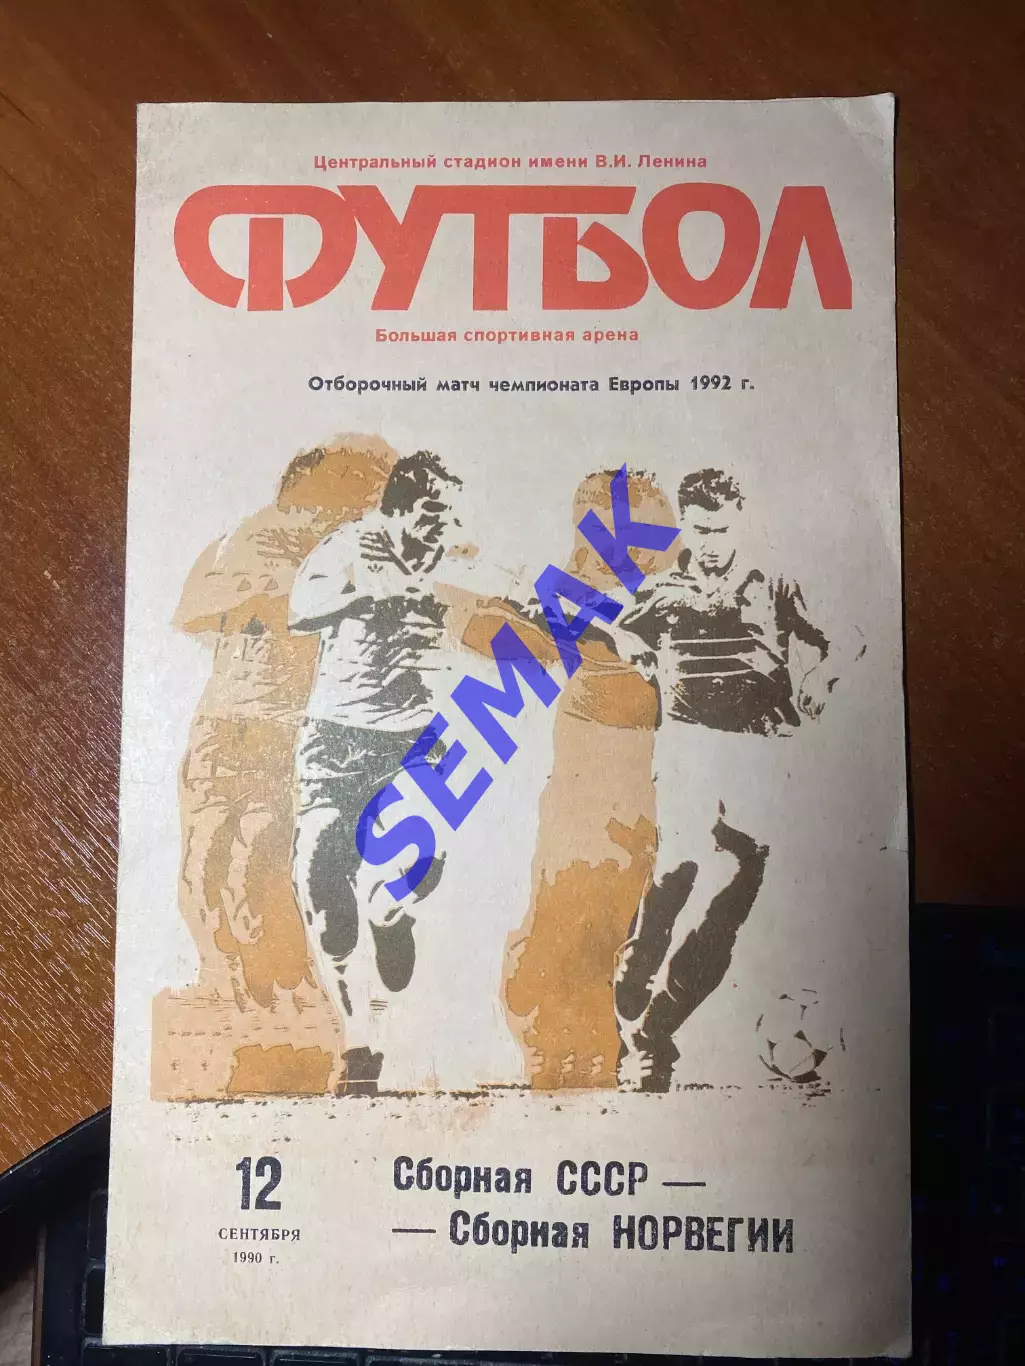 Центральный стадион имени В.И. Ленина
ФУТБОЛ
Большая спортивная арена
Отборочный матч чемпионата Европы 1992 г.
SEMAK
12
СЕНТЯБРЯ
1990 г.
Сборная СССР —
— Сборная НОРВЕГИИ